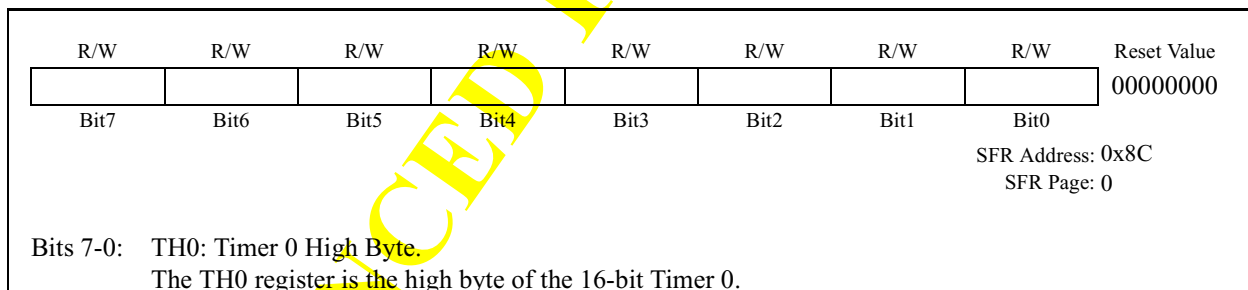 R/W R/W R/W R/W R/W R/W R/W R/W Reset Value
00000000
Bit7 Bit6 Bit5 Bit4 Bit3 Bit2 Bit1 Bit0
SFR Address: 0x8C
SFR Page: 0
Bits 7-0: TH0: Timer 0 High Byte.
The TH0 register is the high byte of the 16-bit Timer 0.
NCED